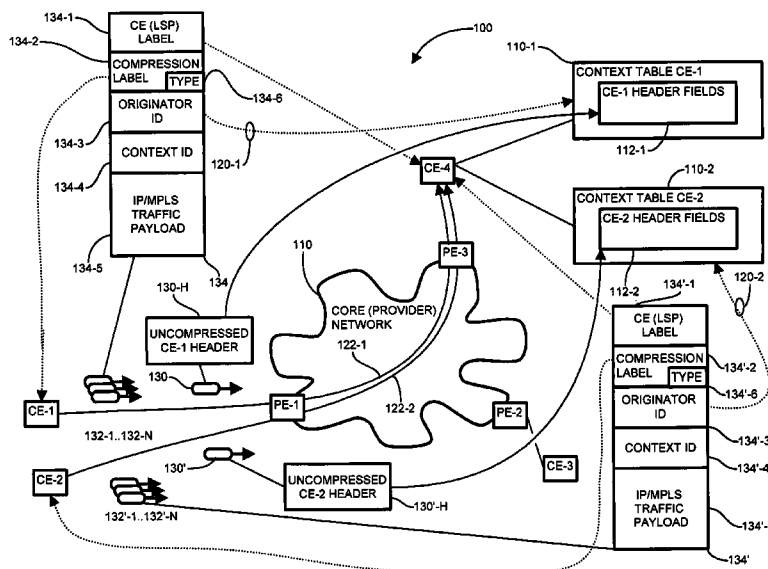 134-1
CE (LSP)
LABEL
134-2
COMPRESSION
LABEL
TYPE
134-6
ORIGINATOR
ID
134-3
CONTEXT ID
134-4
120-1
IP/MPLS
TRAFFIC
PAYLOAD
134-5
134
100
110-1
CONTEXT TABLE CE-1
CE-1 HEADER FIELDS
112-1
110-2
CONTEXT TABLE CE-2
CE-2 HEADER FIELDS
112-2
120-2
CE-4
PE-3
110
CORE (PROVIDER)
NETWORK
130-H
UNCOMPRESSED
CE-1 HEADER
122-1
122-2
130
CE-1
PE-1
132-1..132-N
PE-2
CE-3
CE-2
130'
UNCOMPRESSED
CE-2 HEADER
130'-H
132'-1..132'-N
134'-1
CE (LSP)
LABEL
COMPRESSION
LABEL
TYPE
134'-2
134'-6
ORIGINATOR
ID
134'-3
CONTEXT ID
134'-4
IP/MPLS
TRAFFIC
PAYLOAD
134'-
134'